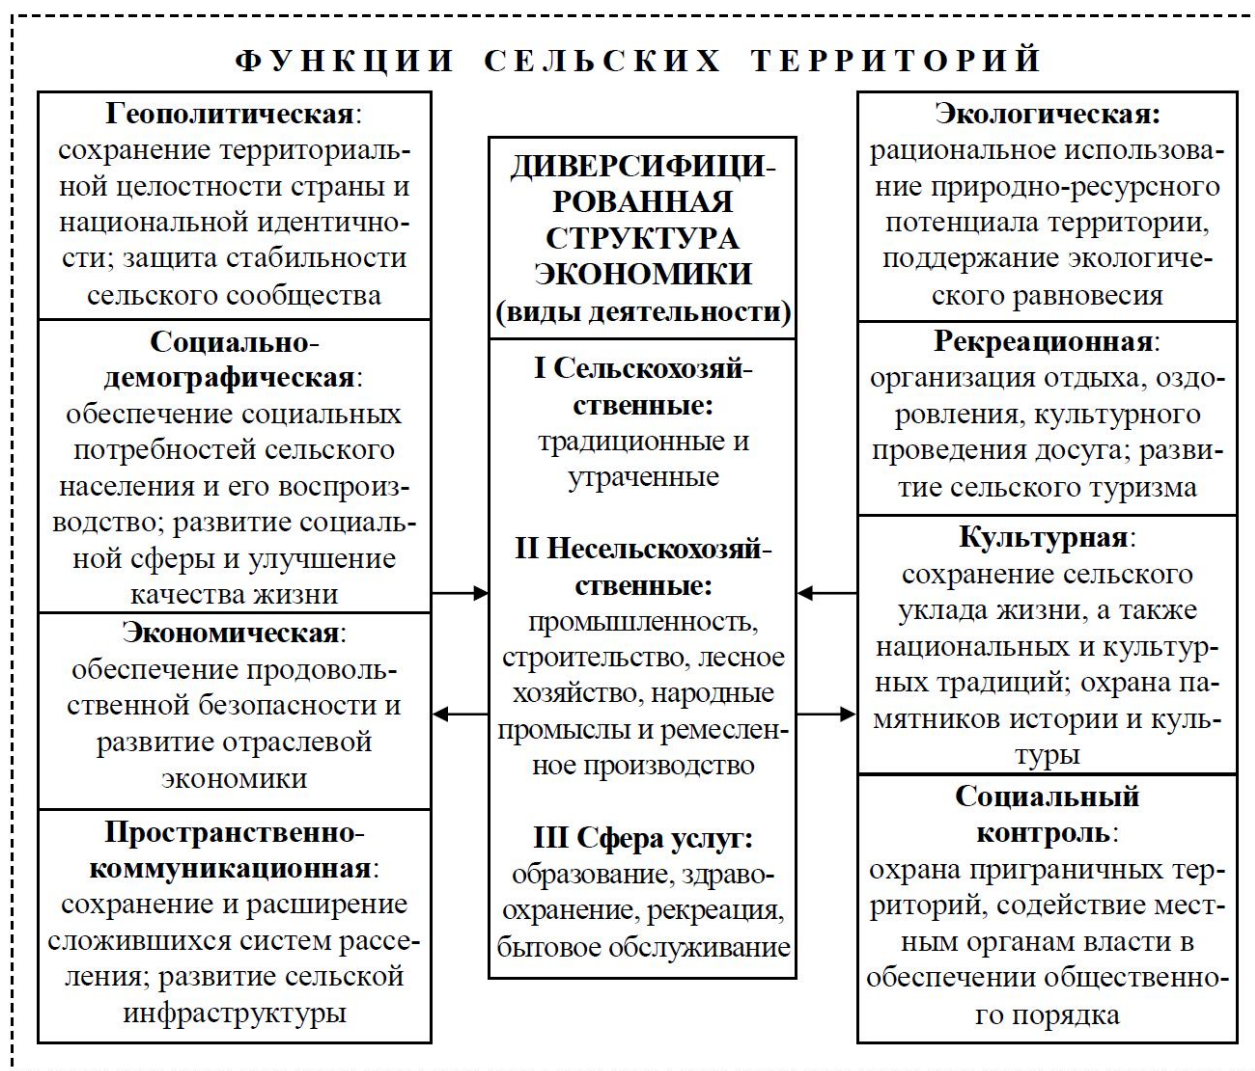 ФУНКЦИИ СЕЛЬСКИХ ТЕРРИТОРИЙ
Геополитическая:
сохранение территориаль-
ной целостности страны и
национальной идентично-
сти; защита стабильности
сельского сообщества
Социально-
демографическая:
обеспечение социальных
потребностей сельского
населения и его воспроиз-
водство; развитие социаль-
ной сферы и улучшение
качества жизни
Экономическая:
обеспечение продоволь-
ственной безопасности и
развитие отраслевой
экономики
Пространственно-
коммуникационная:
сохранение и расширение
сложившихся систем рассе-
ления; развитие сельской
инфраструктуры
ДИВЕРСИФИЦИ-
РОВАННАЯ
СТРУКТУРА
ЭКОНОМИКИ
(виды деятельности)
I Сельскохозяй-
ственные:
традиционные и
утраченные
II Несельскохозяй-
ственные:
промышленность,
строительство, лесное
хозяйство, народные
промыслы и ремеслен-
ное производство
III Сфера услуг:
образование, здраво-
охранение, рекреация,
бытовое обслуживание
Экологическая:
рациональное использова-
ние природно-ресурсного
потенциала территории,
поддержание экологиче-
ского равновесия
Рекреационная:
организация отдыха, оздо-
ровления, культурного
проведения досуга; разви-
тие сельского туризма
Культурная:
сохранение сельского
уклада жизни, а также
национальных и культур-
ных традиций; охрана па-
мятников истории и куль-
туры
Социальный
контроль:
охрана приграничных тер-
риторий, содействие мест-
ным органам власти в
обеспечении общественно-
го порядка